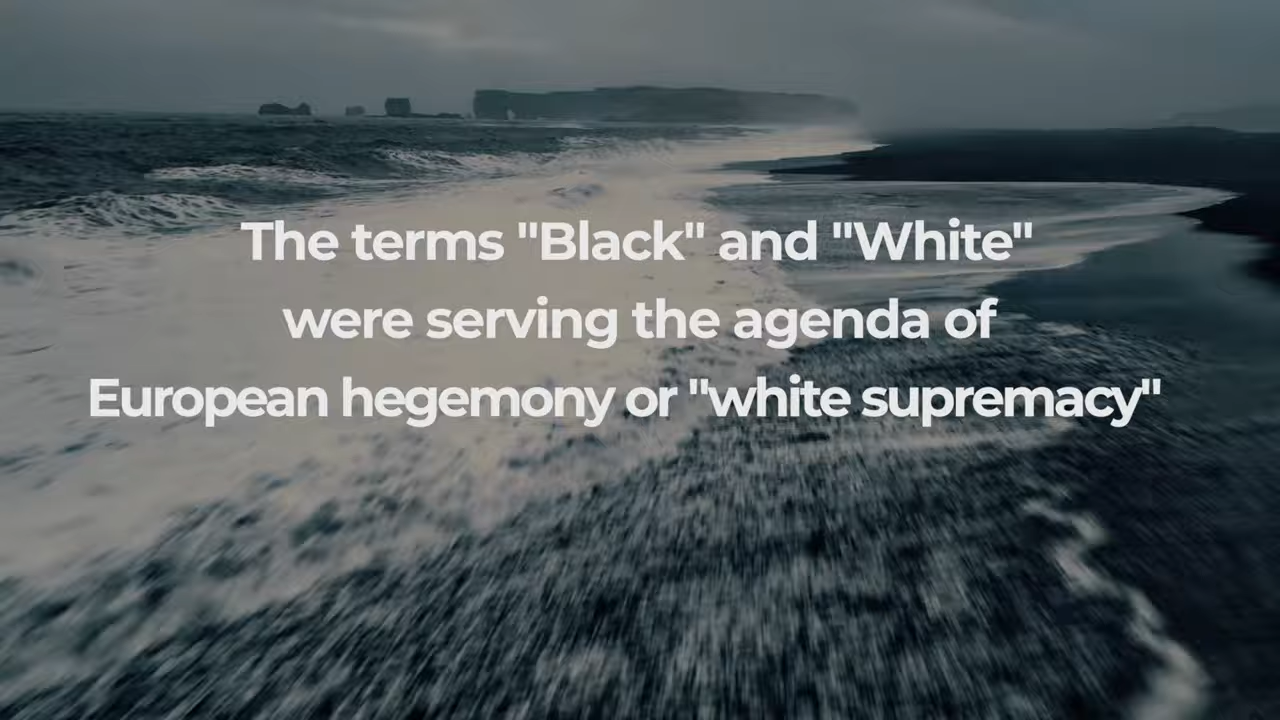 The terms "Black" and "White"
were serving the agenda of
European hegemony or "white supremacy"